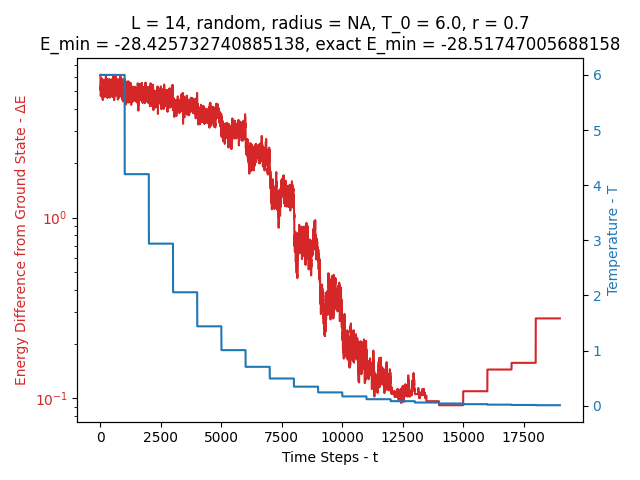 L = 14, random, radius = NA, T_0 = 6.0, r = 0.7
E_min = -28.425732740885138, exact E_min = -28.51747005688158
Energy Difference from Ground State - ΔE
10^0
10^-1
6
5
4
3
2
1
0
Temperature - T
0 2500 5000 7500 10000 12500 15000 17500
Time Steps - t